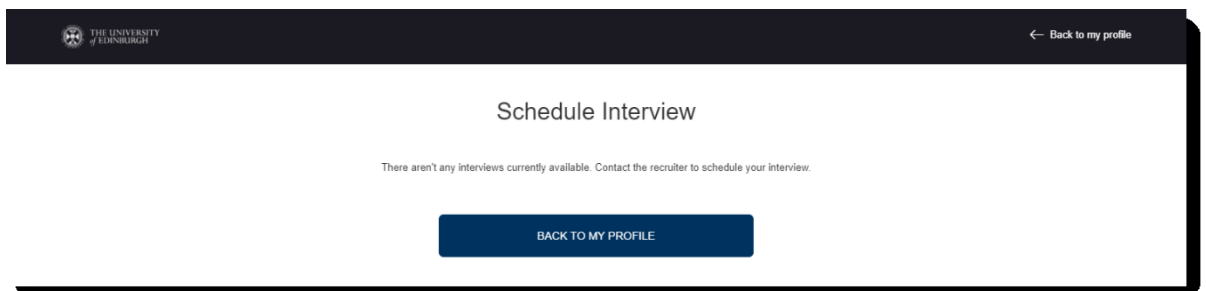 THE UNIVERSITY
of EDINBURGH
← Back to my profile
Schedule Interview
There aren't any interviews currently available. Contact the recruiter to schedule your interview.
BACK TO MY PROFILE